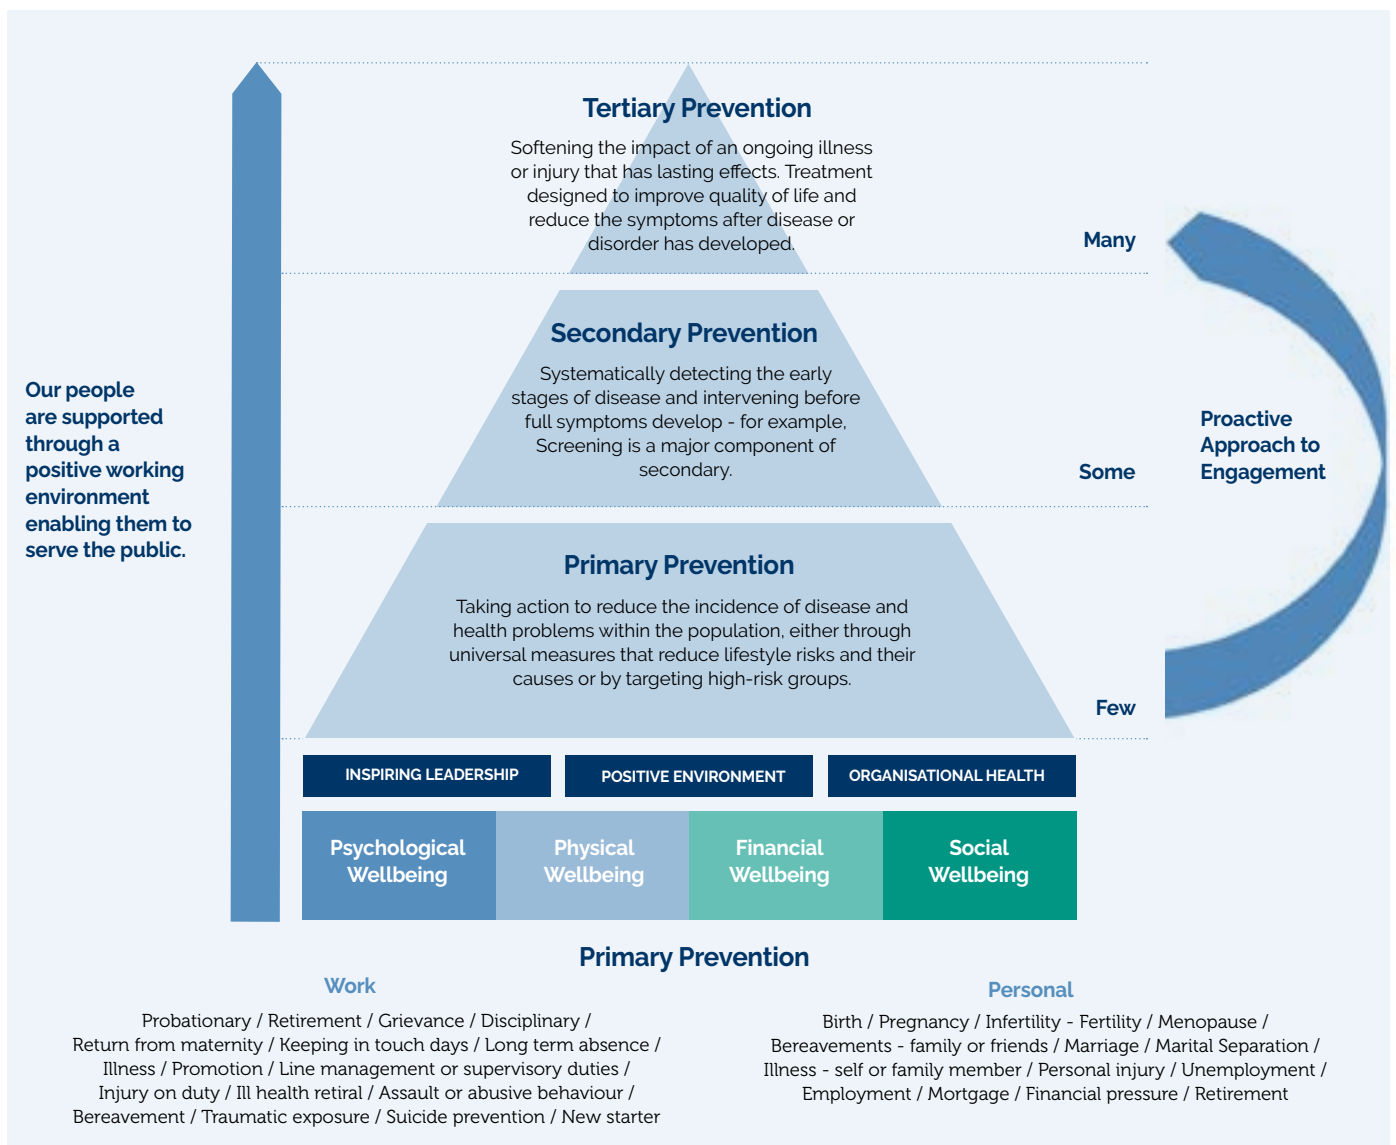 Tertiary Prevention
Softening the impact of an ongoing illness
or injury that has lasting effects. Treatment
designed to improve quality of life and
reduce the symptoms after disease or
disorder has developed.
Many
Secondary Prevention
Systematically detecting the early
stages of disease and intervening before
full symptoms develop - for example,
Screening is a major component of
secondary.
Some
Our people
are supported
through a
positive working
environment
enabling them to
serve the public.
Proactive
Approach to
Engagement
Primary Prevention
Taking action to reduce the incidence of disease and
health problems within the population, either through
universal measures that reduce lifestyle risks and their
causes or by targeting high-risk groups.
Few
INSPIRING LEADERSHIP
POSITIVE ENVIRONMENT
ORGANISATIONAL HEALTH
Psychological
Wellbeing
Physical
Wellbeing
Financial
Wellbeing
Social
Wellbeing
Primary Prevention
Work
Probationary / Retirement / Grievance / Disciplinary /
Return from maternity / Keeping in touch days / Long term absence /
Illness / Promotion / Line management or supervisory duties /
Injury on duty / Ill health retiral / Assault or abusive behaviour /
Bereavement / Traumatic exposure / Suicide prevention / New starter
Personal
Birth / Pregnancy / Infertility - Fertility / Menopause /
Bereavements - family or friends / Marriage / Marital Separation /
Illness - self or family member / Personal injury / Unemployment /
Employment / Mortgage / Financial pressure / Retirement